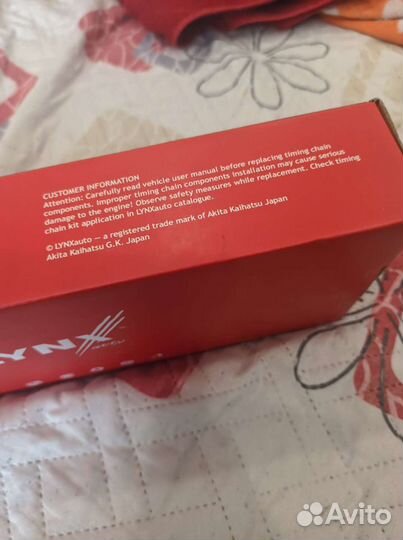 CUSTOMER INFORMATION
Attention: Carefully read vehicle user manual before replacing timing chain
components, improper timing chain components installation may cause serious
damage to the engine! Observe safety measures while replacement. Check timing
chain kit application in LYNXauto catalogue.
© LYNXauto — a registered trade mark of Akita Kaihatsu Japan
Akita Kaihatsu G.K. Japan
LYNX
auto
Avito